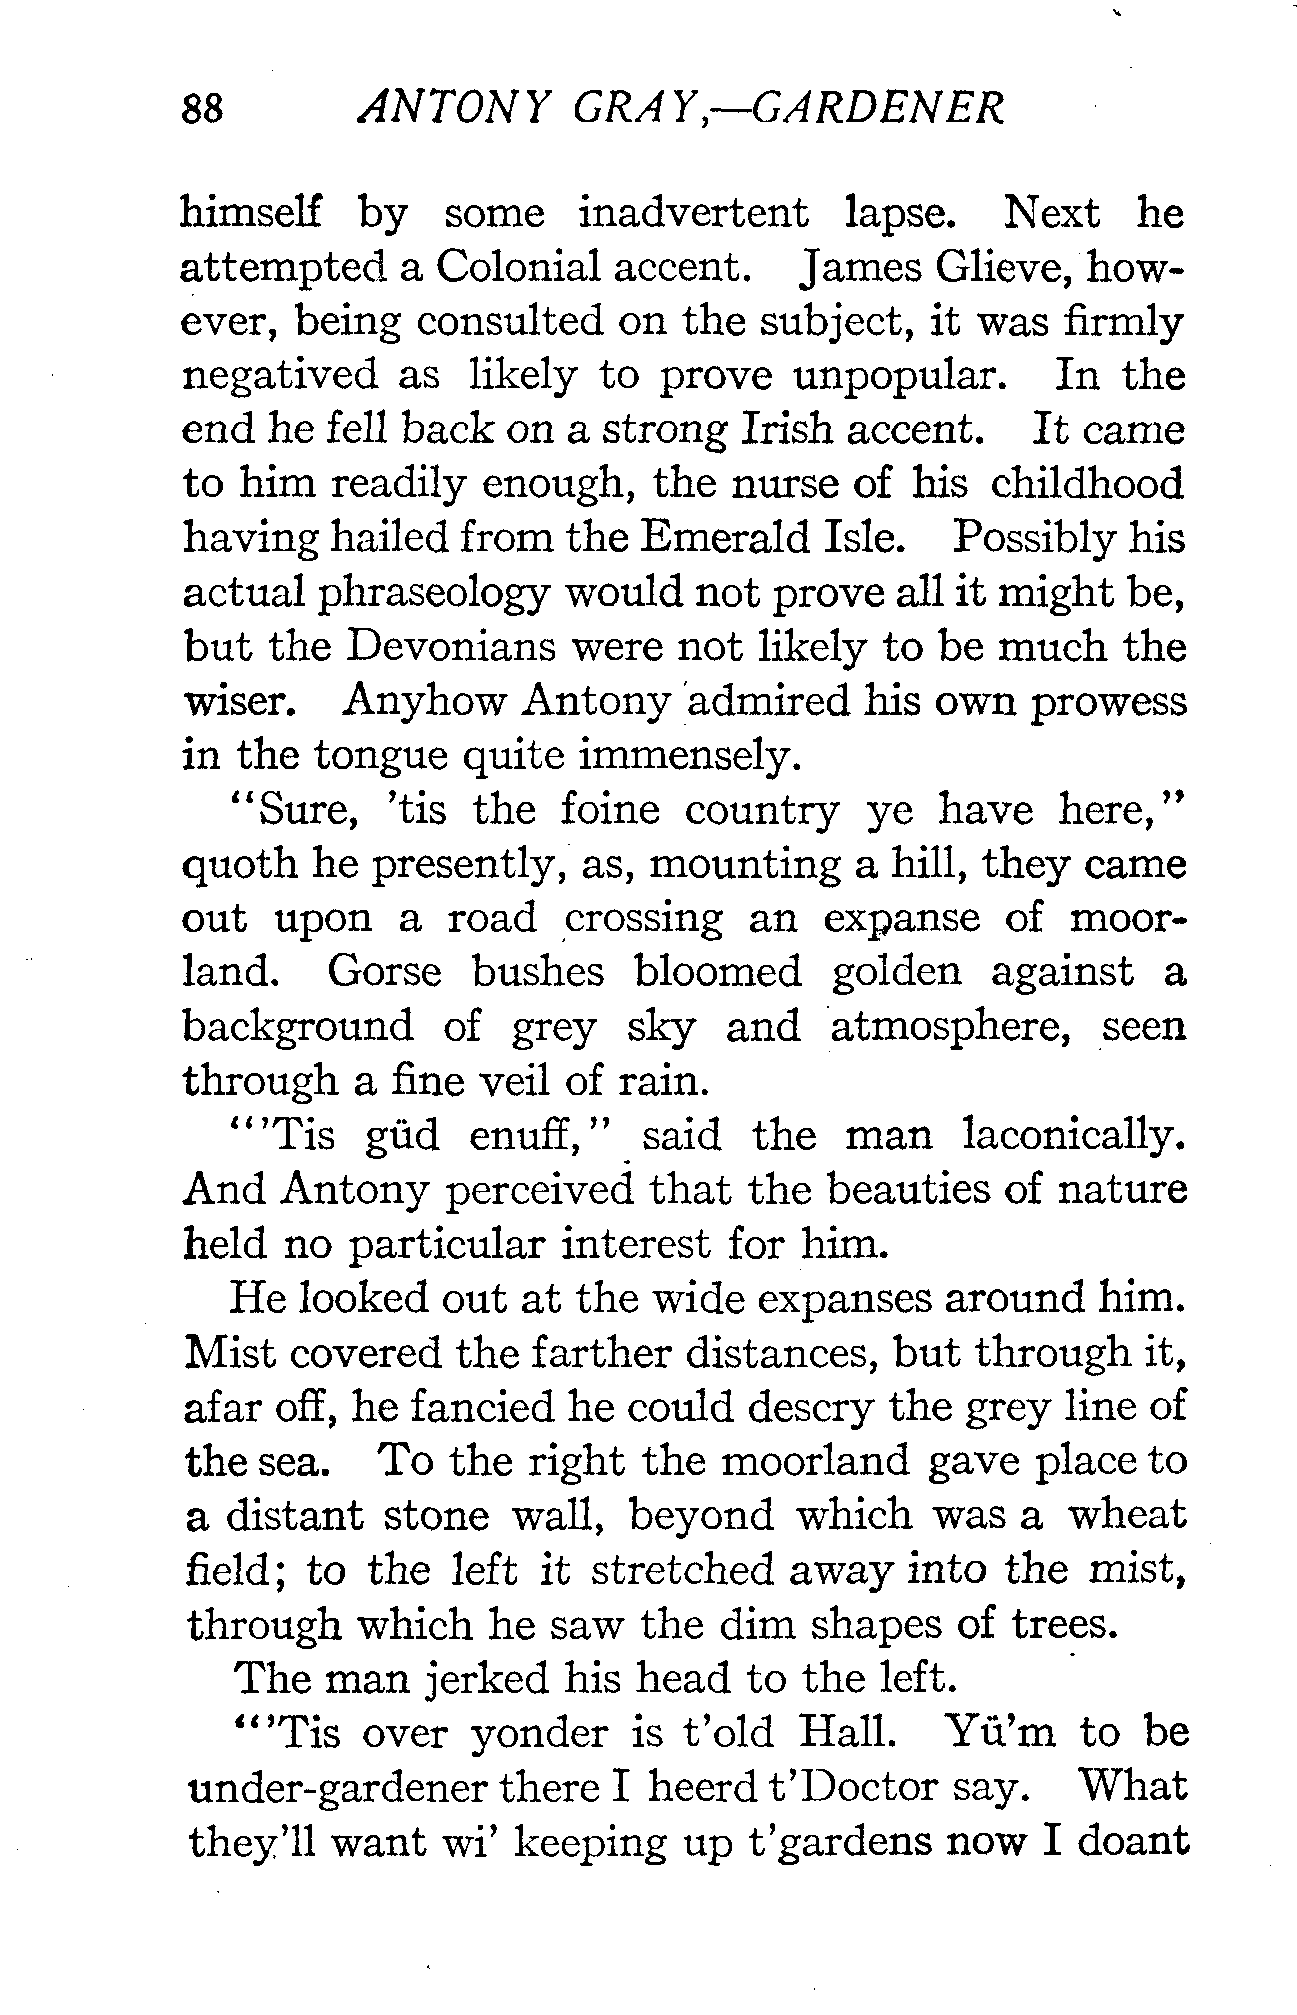 88 ANTONY GRAY,—GARDENER
himself by some inadvertent lapse. Next he
attempted a Colonial accent. James Glieve, how-
ever, being consulted on the subject, it was firmly
negatived as likely to prove unpopular. In the
end he fell back on a strong Irish accent. It came
to him readily enough, the nurse of his childhood
having hailed from the Emerald Isle. Possibly his
actual phraseology would not prove all it might be,
but the Devonians were not likely to be much the
wiser. Anyhow Antony admired his own prowess
in the tongue quite immensely.
“Sure, ’tis the foine country ye have here,”
quoth he presently, as, mounting a hill, they came
out upon a road crossing an expanse of moor-
land. Gorse bushes bloomed golden against a
background of grey sky and atmosphere, seen
through a fine veil of rain.
“’Tis güd enuff,” said the man laconically.
And Antony perceived that the beauties of nature
held no particular interest for him.
He looked out at the wide expanses around him.
Mist covered the farther distances, but through it,
afar off, he fancied he could descry the grey line of
the sea. To the right the moorland gave place to
a distant stone wall, beyond which was a wheat
field; to the left it stretched away into the mist,
through which he saw the dim shapes of trees.
The man jerked his head to the left.
“’Tis over yonder is t’old Hall. Yü’m to be
under-gardener there I heerd t’Doctor say. What
they’ll want wi’ keeping up t’gardens now I doant